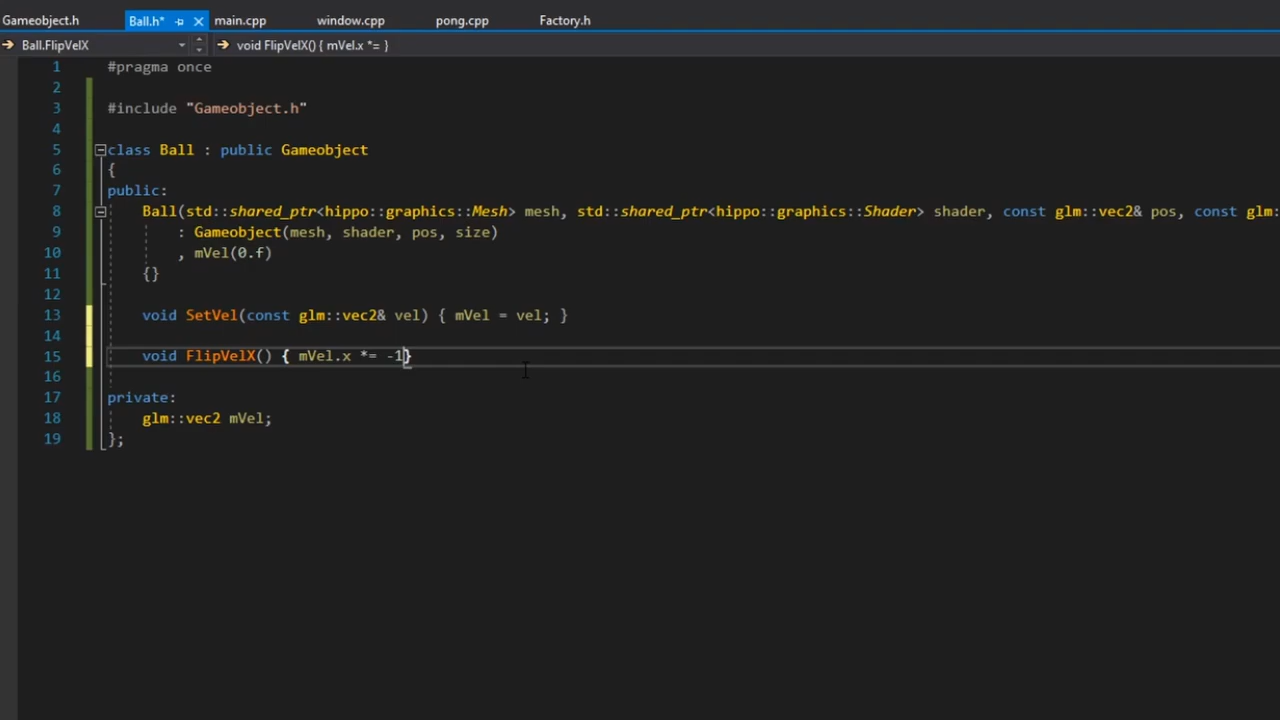 Gameobject.h Ball.h* main.cpp window.cpp pong.cpp Factory.h
Ball.FlipVelX void FlipVelX() { mVel.x *= }
1 #pragma once
2
3 #include "Gameobject.h"
4
5 class Ball : public Gameobject
6 {
7 public:
8 Ball(std::shared_ptr<hippo::graphics::Mesh> mesh, std::shared_ptr<hippo::graphics::Shader> shader, const glm::vec2& pos, const glm:
9 : Gameobject(mesh, shader, pos, size)
10 , mVel(0.f)
11 {}
12
13 void SetVel(const glm::vec2& vel) { mVel = vel; }
14
15 void FlipVelX() { mVel.x *= -1}
16
17 private:
18 glm::vec2 mVel;
19 };